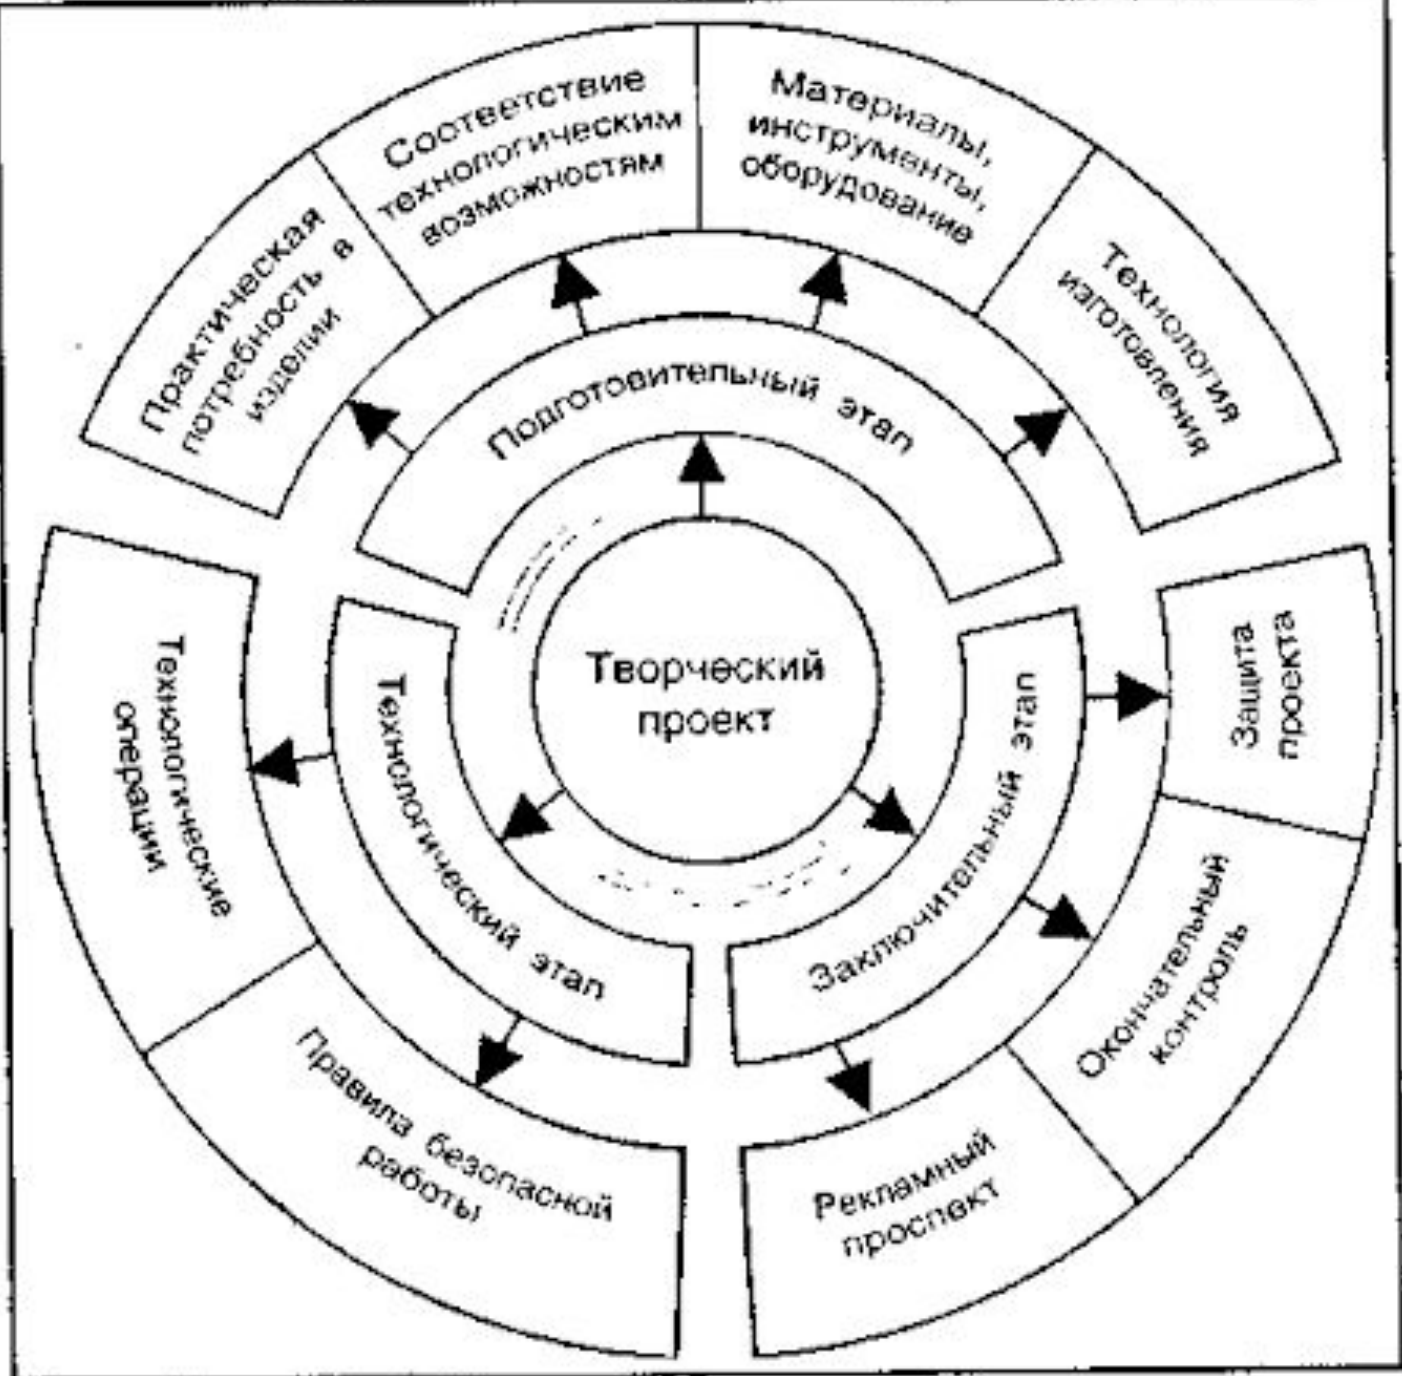 Творческий
проект
Подготовительный этап
Практическая
потребность в
изделии
Соответствие
технологическим
возможностям
Материалы,
инструменты,
оборудование
Технология
изготовления
Заключительный этап
Защита
проекта
Окончательный
контроль
Рекламный
проспект
Технологический этап
Технологические
операции
Правила безопасной
работы